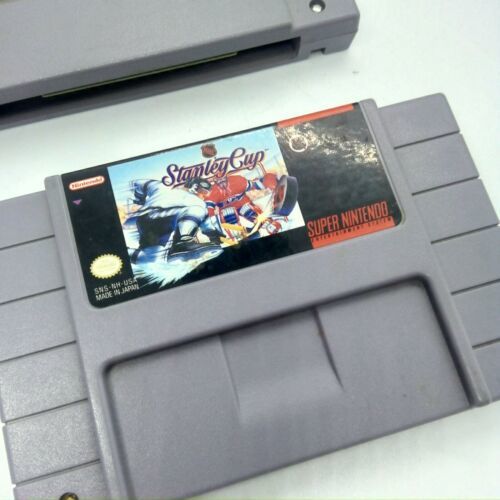 Nintendo
NHL
Stanley Cup
SUPER NINTENDO
ENTERTAINMENT SYSTEM
SNS-NH-USA
MADE IN JAPAN